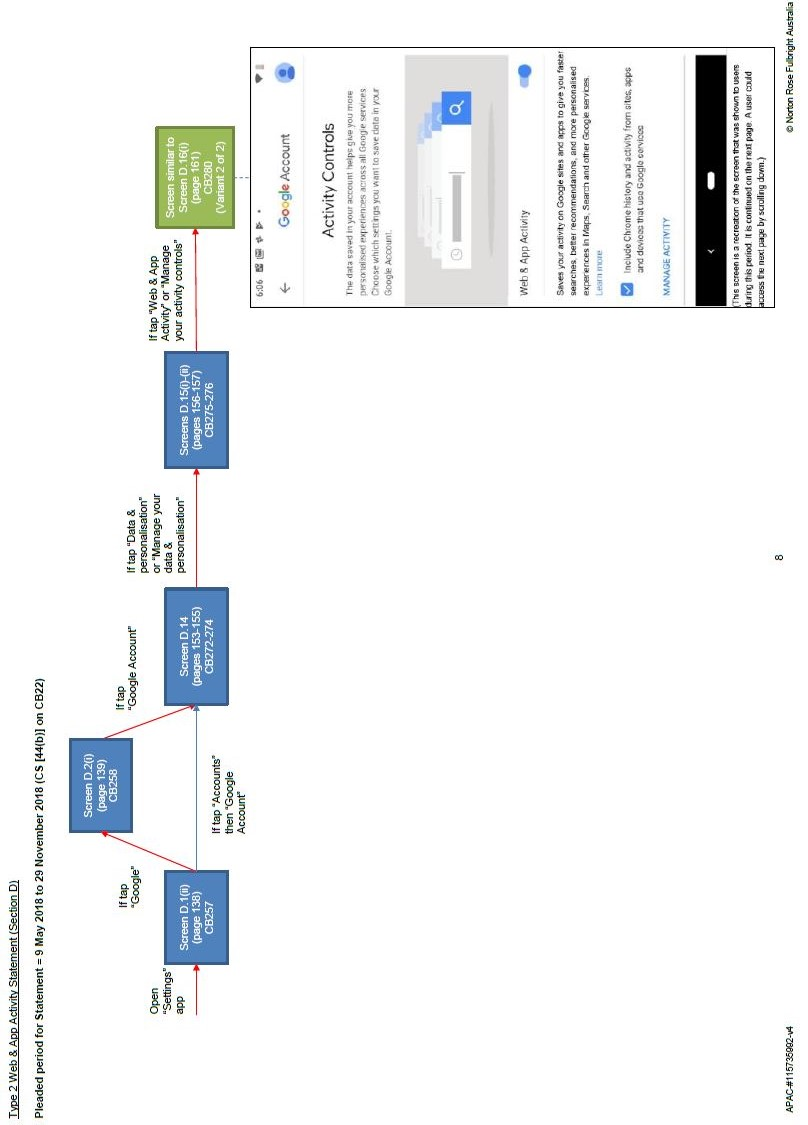 Type 2 Web & App Activity Statement (Section D)
Pleaded period for Statement = 9 May 2018 to 29 November 2018 (CS [44(b)] on CB22)
Open
"Settings"
app
Screen D.1(ii)
(page 138)
CB257
If tap
"Google"
Screen D.2(i)
(page 139)
CB258
If tap
"Google Account"
If tap "Accounts"
then "Google
Account"
Screen D.14
(pages 153-155)
CB272-274
If tap "Data &
personalisation"
or "Manage your
data &
personalisation"
Screens D.15(i)-(ii)
(pages 156-157)
CB275-276
If tap "Web & App
Activity" or "Manage
your activity controls"
Screen similar to
Screen D.16(i)
(page 161)
CB280
(Variant 2 of 2)
6:06
Google Account
Activity Controls
The data saved in your account helps give you more
personalised experiences across all Google services.
Choose which settings you want to save data in your
Google Account.
Web & App Activity
Saves your activity on Google sites and apps to give you faster
searches, better recommendations, and more personalised
experiences in Maps, Search and other Google services.
Learn more
Include Chrome history and activity from sites, apps
and devices that use Google services
MANAGE ACTIVITY
(This screen is a recreation of the screen that was shown to users
during this period. It is continued on the next page. A user could
access the next page by scrolling down.)
APAC-#115735992-v4
8
© Norton Rose Fulbright Australia